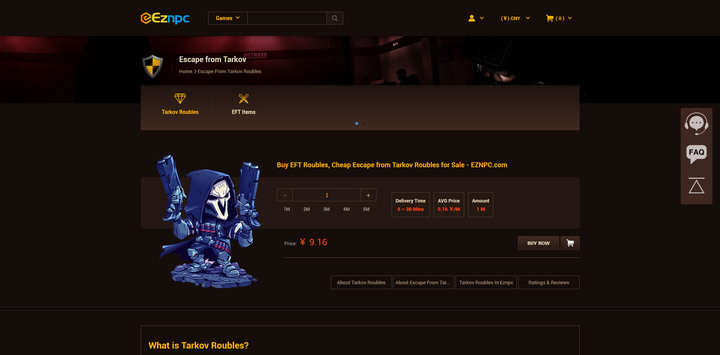 eEznpc
Games
(￥) CNY
( 0 )
Escape from Tarkov
Home > Escape From Tarkov Roubles
Tarkov Roubles
EFT Items
FAQ
Buy EFT Roubles, Cheap Escape from Tarkov Roubles for Sale - EZNPC.com
- 1 +
1M 2M 3M 4M 5M
Delivery Time
5 ~ 30 Mins
AVG Price
9.16 ￥/M
Amount
1 M
Price: ￥ 9.16
BUY NOW
About Tarkov Roubles
About Escape From Tar...
Tarkov Roubles In Eznpc
Ratings & Reviews
What is Tarkov Roubles?